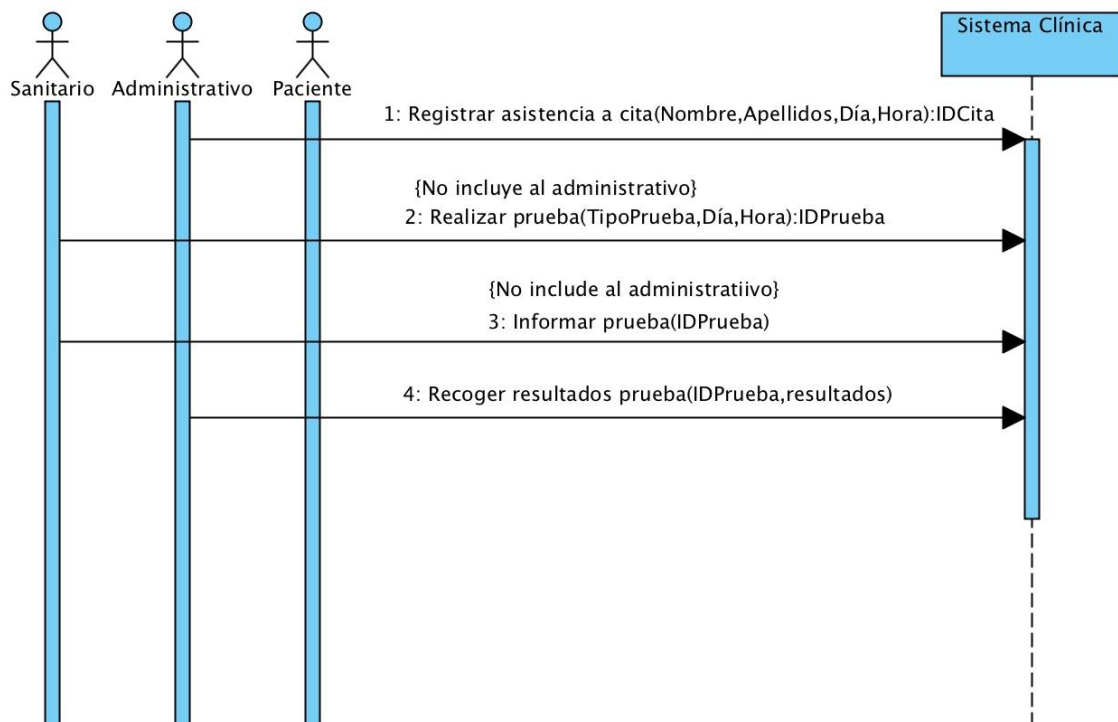 Sistema Clínica
Sanitario
Administrativo
Paciente
1: Registrar asistencia a cita(Nombre,Apellidos,Día,Hora):IDCita
{No incluye al administrativo}
2: Realizar prueba(TipoPrueba,Día,Hora):IDPrueba
{No include al administratiivo}
3: Informar prueba(IDPrueba)
4: Recoger resultados prueba(IDPrueba,resultados)